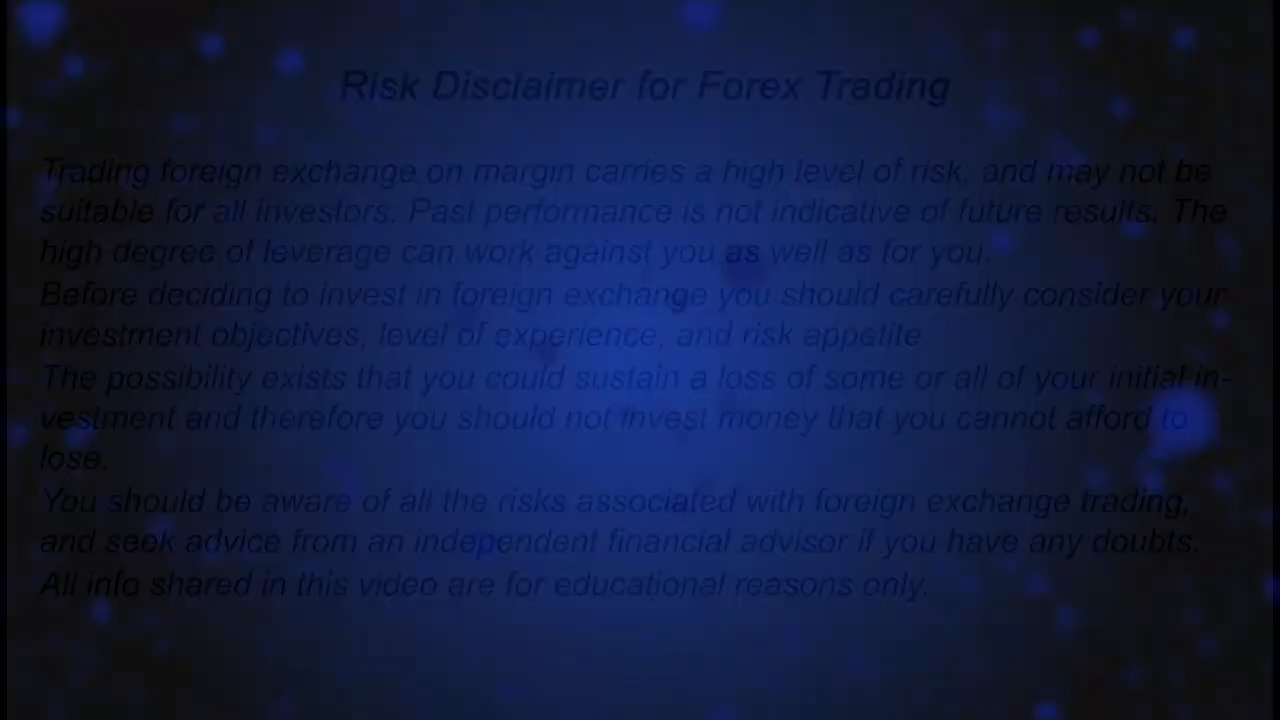 Risk Disclaimer for Forex Trading
Trading foreign exchange on margin carries a high level of risk, and may not be
suitable for all investors. Past performance is not indicative of future results. The
high degree of leverage can work against you as well as for you.
Before deciding to invest in foreign exchange you should carefully consider your
investment objectives, level of experience, and risk appetite
The possibility exists that you could sustain a loss of some or all of your initial in-
vestment and therefore you should not invest money that you cannot afford to
lose.
You should be aware of all the risks associated with foreign exchange trading,
and seek advice from an independent financial advisor if you have any doubts.
All info shared in this video are for educational reasons only.